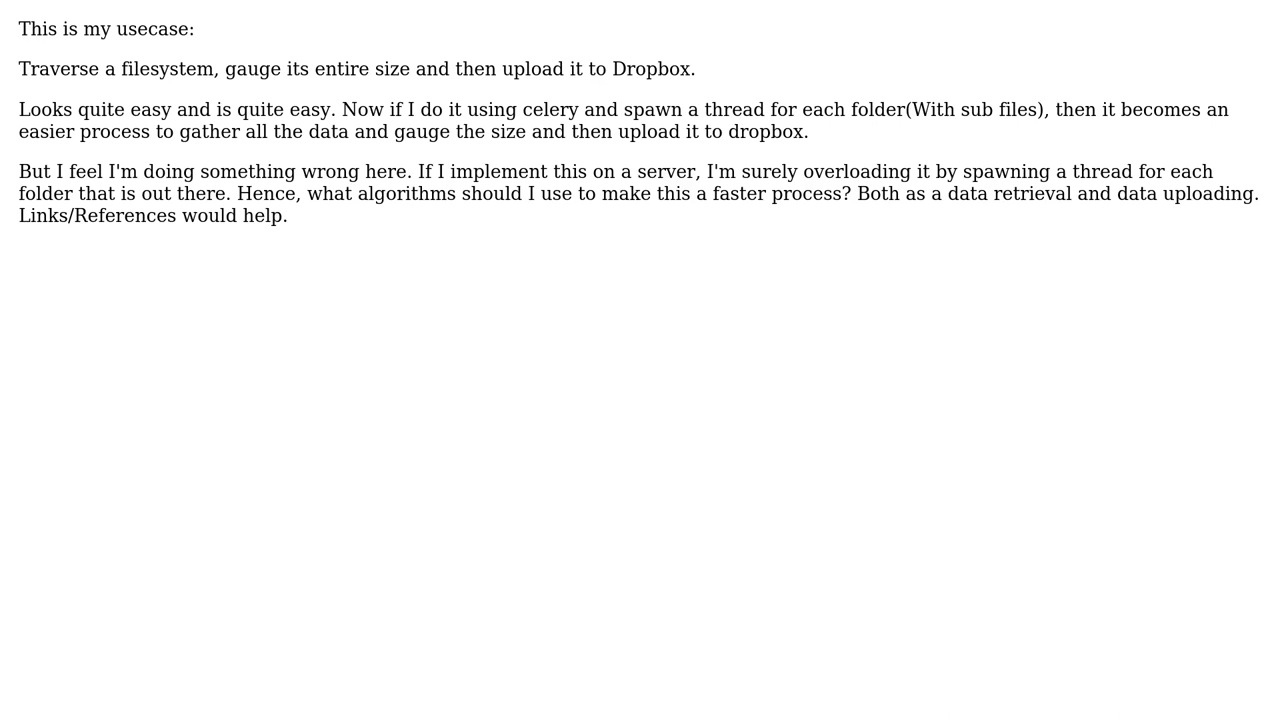 This is my usecase:
Traverse a filesystem, gauge its entire size and then upload it to Dropbox.
Looks quite easy and is quite easy. Now if I do it using celery and spawn a thread for each folder(With sub files), then it becomes an
easier process to gather all the data and gauge the size and then upload it to dropbox.
But I feel I'm doing something wrong here. If I implement this on a server, I'm surely overloading it by spawning a thread for each
folder that is out there. Hence, what algorithms should I use to make this a faster process? Both as a data retrieval and data uploading.
Links/References would help.